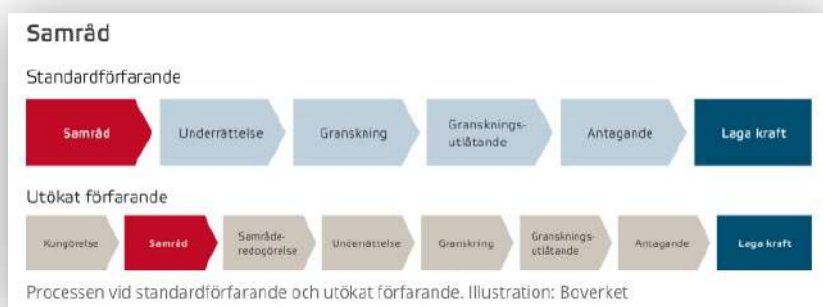 Samråd
Standardförfarande
Samråd
Underrättelse
Granskning
Gransknings-
utlåtande
Antagande
Laga kraft
Utökat förfarande
Kungörelse
Samråd
Samråds-
redogörelse
Underrättelse
Granskning
Gransknings-
utlåtande
Antagande
Laga kraft
Processen vid standardförfarande och utökat förfarande. Illustration: Boverket